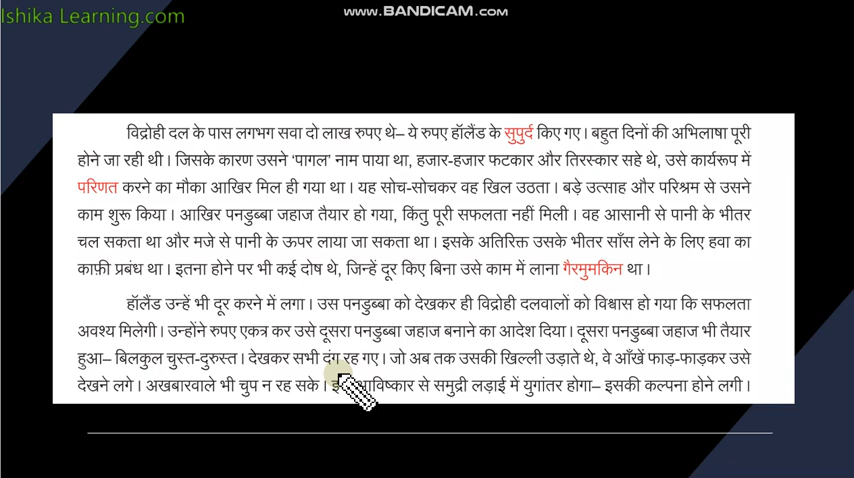 Ishika Learning.com
www.BANDICAM.com
विद्रोही दल के पास लगभग सवा दो लाख रुपए थे– ये रुपए हॉलैंड के सुपुर्द किए गए। बहुत दिनों की अभिलाषा पूरी
होने जा रही थी। जिसके कारण उसने ‘पागल’ नाम पाया था, हजार-हजार फटकार और तिरस्कार सहे थे, उसे कार्यरूप में
परिणत करने का मौका आखिर मिल ही गया था। यह सोच-सोचकर वह खिल उठता। बड़े उत्साह और परिश्रम से उसने
काम शुरू किया। आखिर पनडुब्बा जहाज तैयार हो गया, किंतु पूरी सफलता नहीं मिली। वह आसानी से पानी के भीतर
चल सकता था और मजे से पानी के ऊपर लाया जा सकता था। इसके अतिरिक्त उसके भीतर साँस लेने के लिए हवा का
काफ़ी प्रबंध था। इतना होने पर भी कई दोष थे, जिन्हें दूर किए बिना उसे काम में लाना गैरमुमकिन था।
हॉलैंड उन्हें भी दूर करने में लगा। उस पनडुब्बा को देखकर ही विद्रोही दलवालों को विश्वास हो गया कि सफलता
अवश्य मिलेगी। उन्होंने रुपए एकत्र कर उसे दूसरा पनडुब्बा जहाज बनाने का आदेश दिया। दूसरा पनडुब्बा जहाज भी तैयार
हुआ– बिलकुल चुस्त-दुरुस्त। देखकर सभी दंग रह गए। जो अब तक उसकी खिल्ली उड़ाते थे, वे आँखें फाड़-फाड़कर उसे
देखने लगे। अखबारवाले भी चुप न रह सके। आविष्कार से समुद्री लड़ाई में युगांतर होगा– इसकी कल्पना होने लगी।